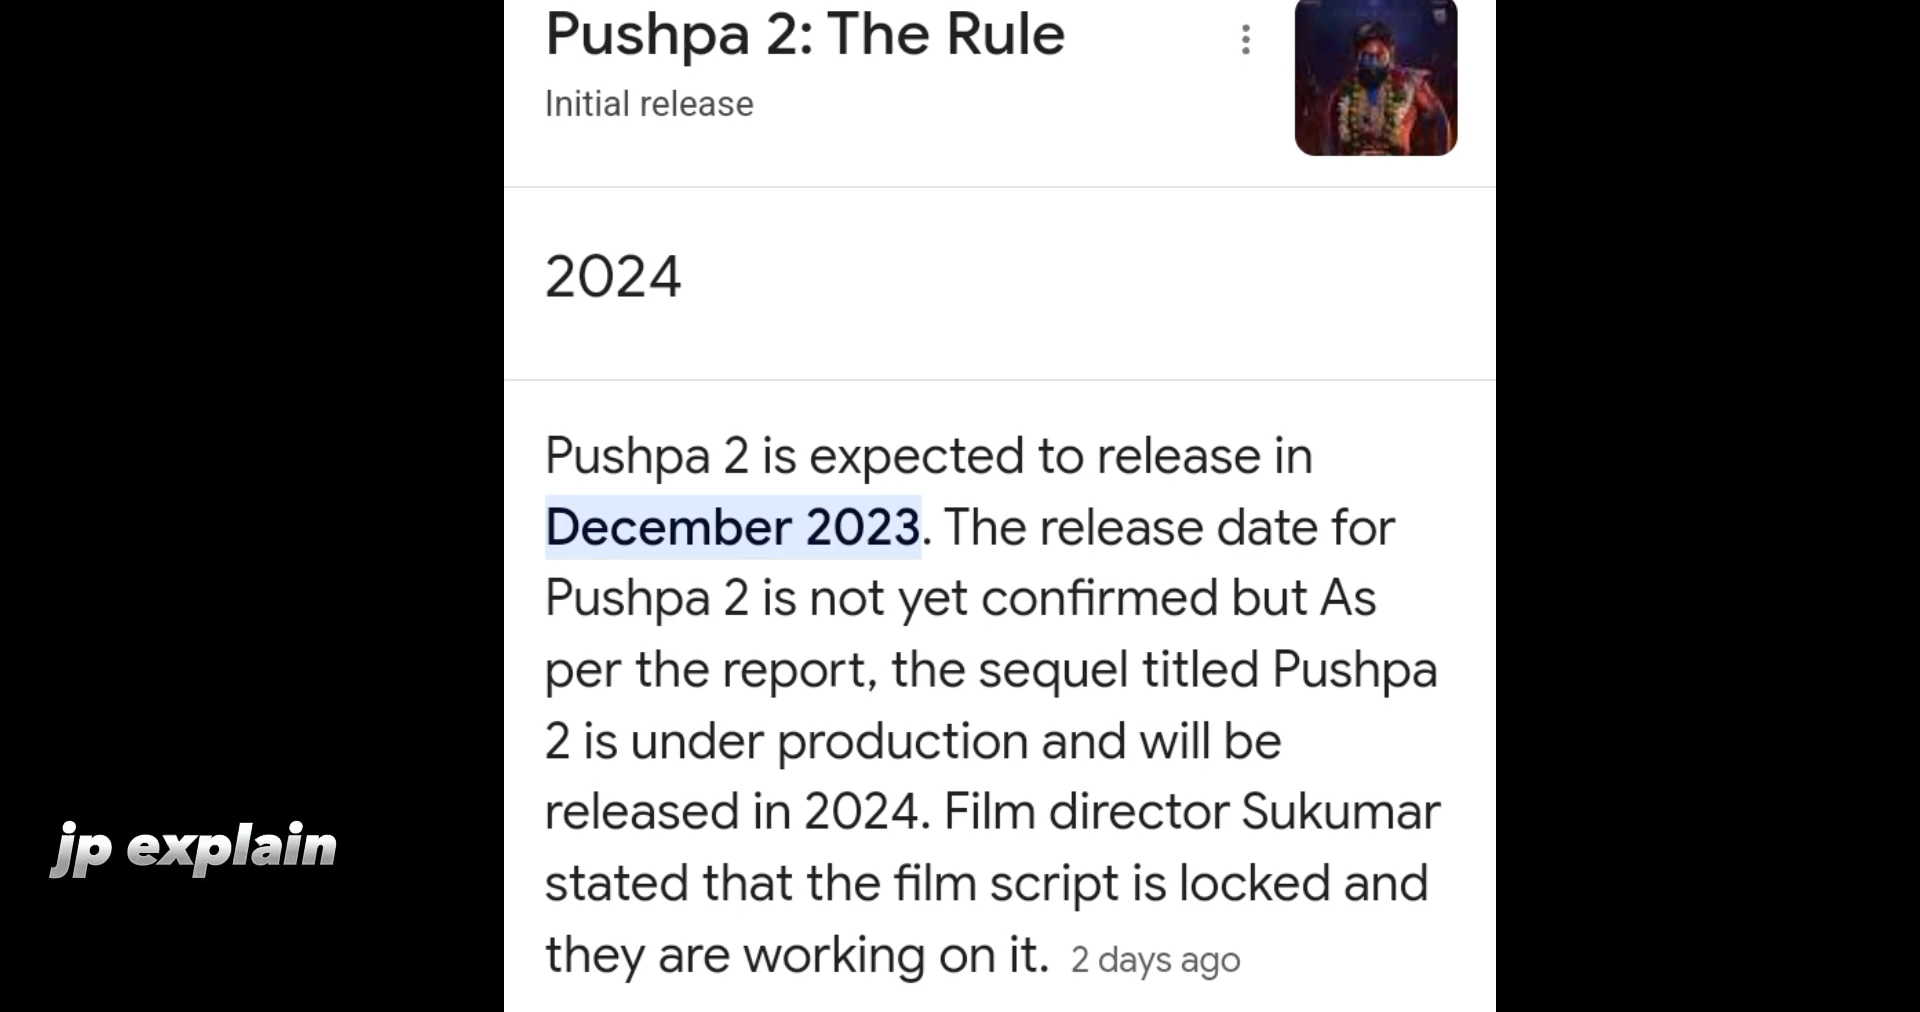 Pushpa 2: The Rule
Initial release
2024
Pushpa 2 is expected to release in
December 2023. The release date for
Pushpa 2 is not yet confirmed but As
per the report, the sequel titled Pushpa
2 is under production and will be
released in 2024. Film director Sukumar
stated that the film script is locked and
they are working on it. 2 days ago
jp explain